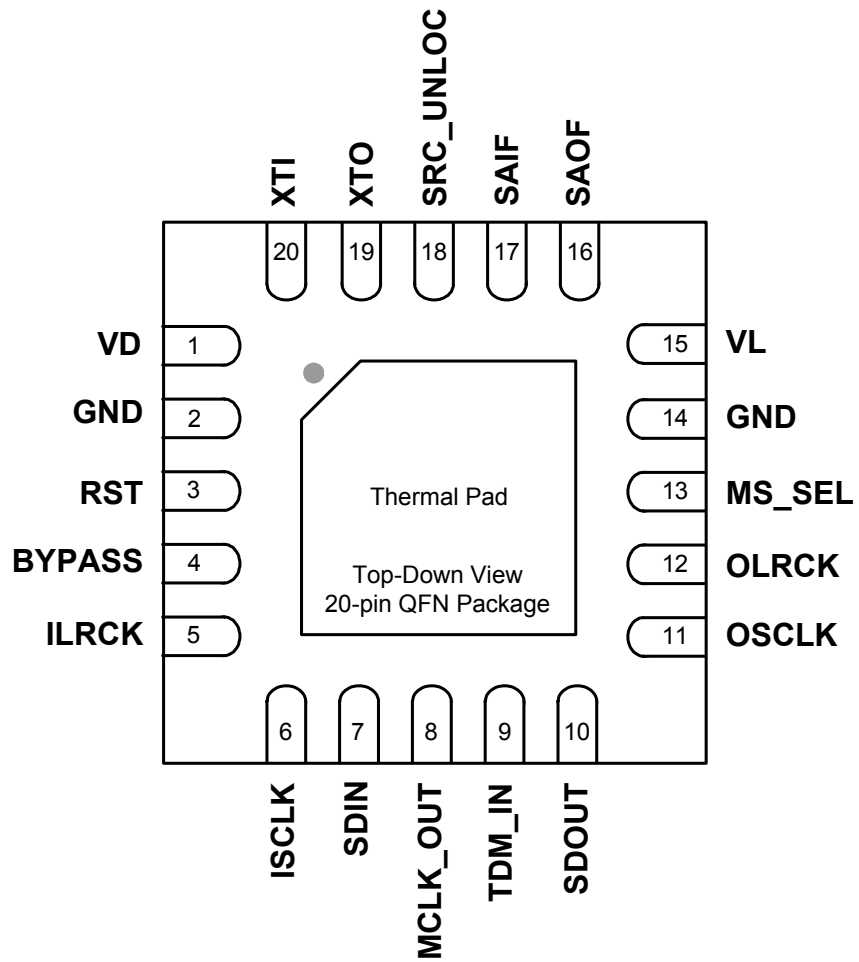 XTI
XTO
SRC_UNLOC
SAIF
SAOF
20
19
18
17
16
VD 1
GND 2
RST 3
BYPASS 4
ILRCK 5
15 VL
14 GND
13 MS_SEL
12 OLRCK
11 OSCLK
Thermal Pad
Top-Down View
20-pin QFN Package
6
7
8
9
10
ISCLK
SDIN
MCLK_OUT
TDM_IN
SDOUT